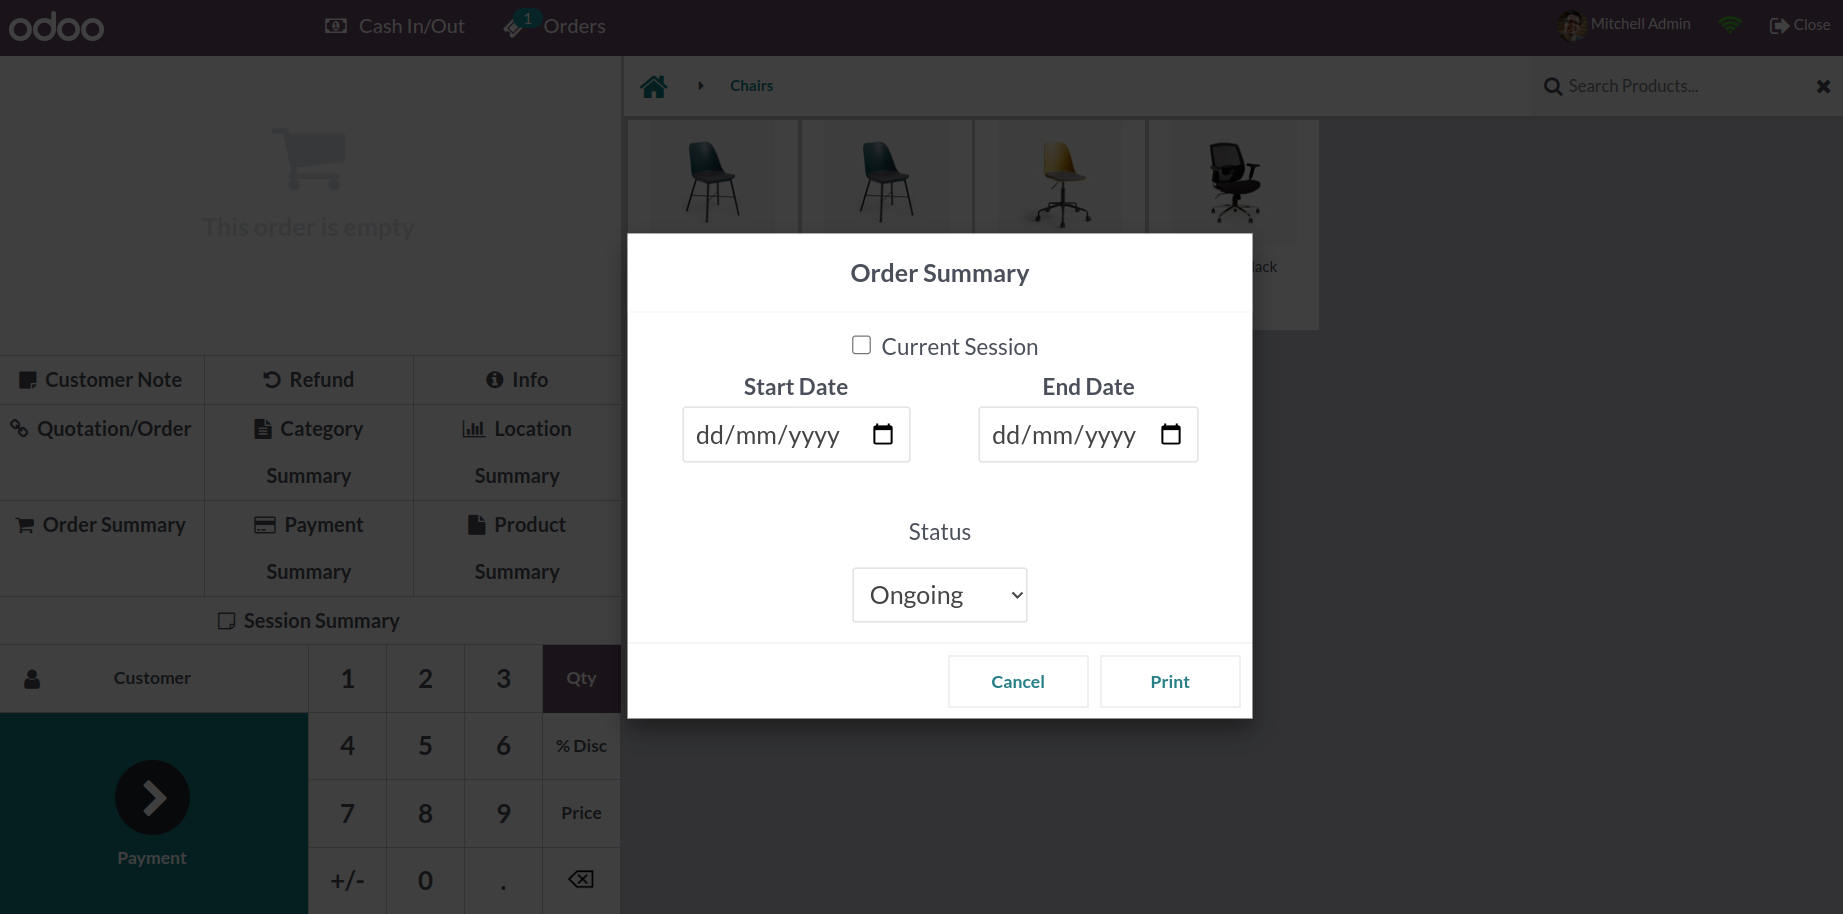 odoo
Cash In/Out
1
Orders
Mitchell Admin
Close
Chairs
Search Products...
This order is empty
lack
Order Summary
Current Session
Start Date
End Date
dd/mm/yyyy
dd/mm/yyyy
Status
Ongoing
Cancel
Print
Customer Note
Refund
Info
Quotation/Order
Category
Summary
Location
Summary
Order Summary
Payment
Summary
Product
Summary
Session Summary
Customer
1 2 3 Qty
4 5 6 % Disc
7 8 9 Price
+/- 0 .
Payment